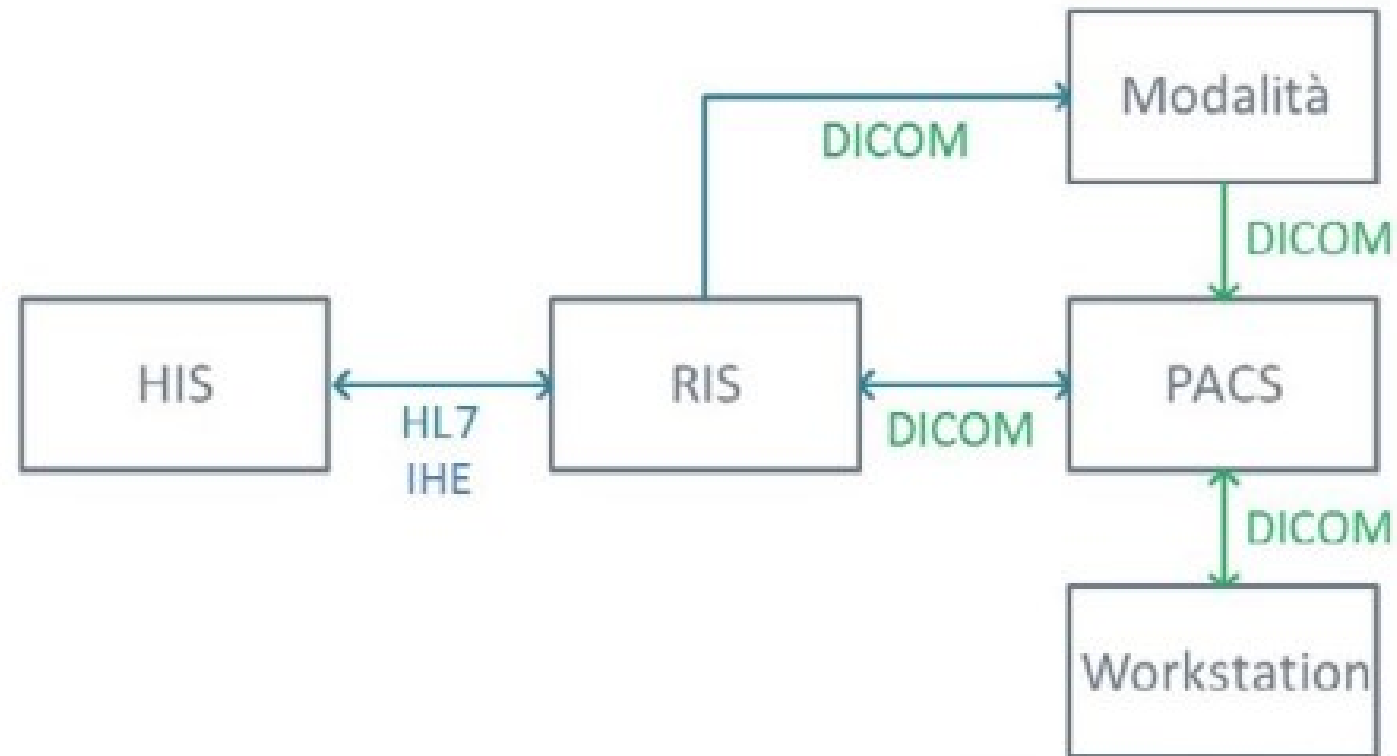 Modalità
DICOM
DICOM
HIS
RIS
PACS
HL7
IHE
DICOM
DICOM
Workstation